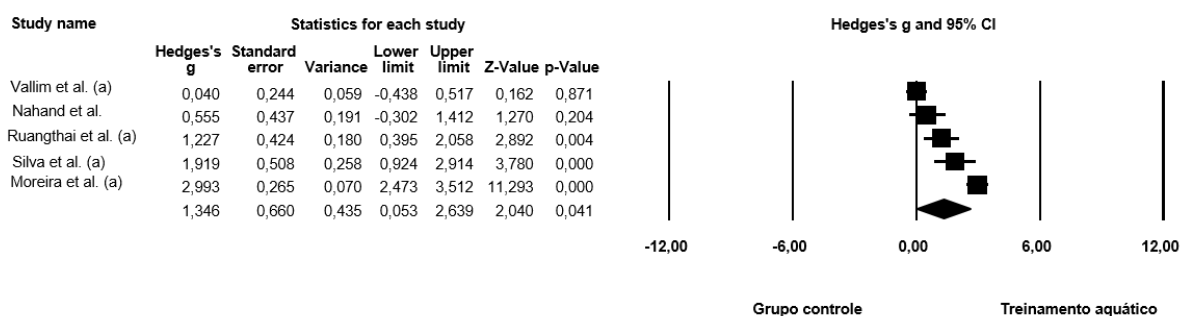 Study name Statistics for each study Hedges's g and 95% CI
Hedges's g Standard error Variance Lower limit Upper limit Z-Value p-Value
Vallim et al. (a) 0,040 0,244 0,059 -0,438 0,517 0,162 0,871
Nahand et al. 0,555 0,437 0,191 -0,302 1,412 1,270 0,204
Ruangthai et al. (a) 1,227 0,424 0,180 0,395 2,058 2,892 0,004
Silva et al. (a) 1,919 0,508 0,258 0,924 2,914 3,780 0,000
Moreira et al. (a) 2,993 0,265 0,070 2,473 3,512 11,293 0,000
1,346 0,660 0,435 0,053 2,639 2,040 0,041
-12,00 -6,00 0,00 6,00 12,00
Grupo controle Treinamento aquático